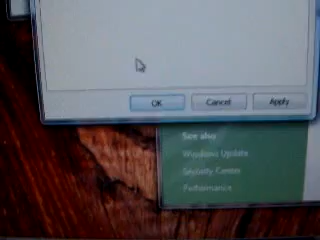 OK Cancel Apply
See also
Windows Update
Security Center
Performance